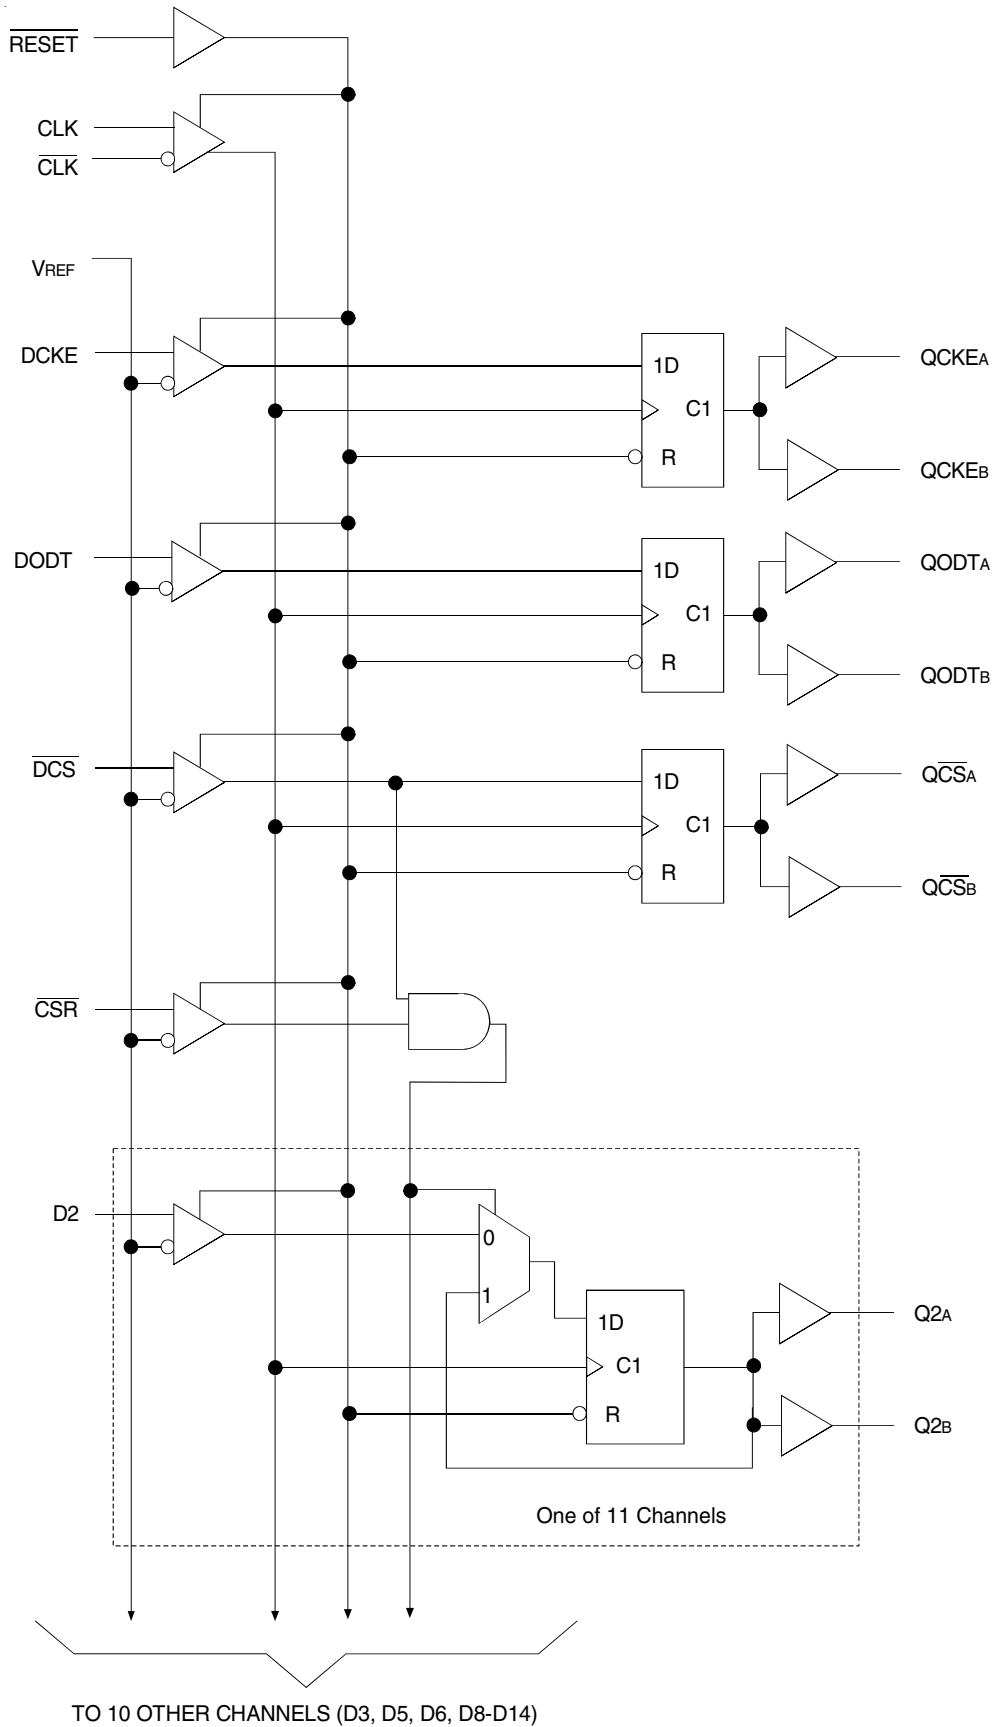 RESET
CLK
CLK
VREF
DCKE
1D
C1
R
QCKEA
QCKEB
DODT
1D
C1
R
QODTA
QODTB
DCS
1D
C1
R
QCSA
QCSB
CSR
D2
0
1
1D
C1
R
Q2A
Q2B
One of 11 Channels
TO 10 OTHER CHANNELS (D3, D5, D6, D8-D14)